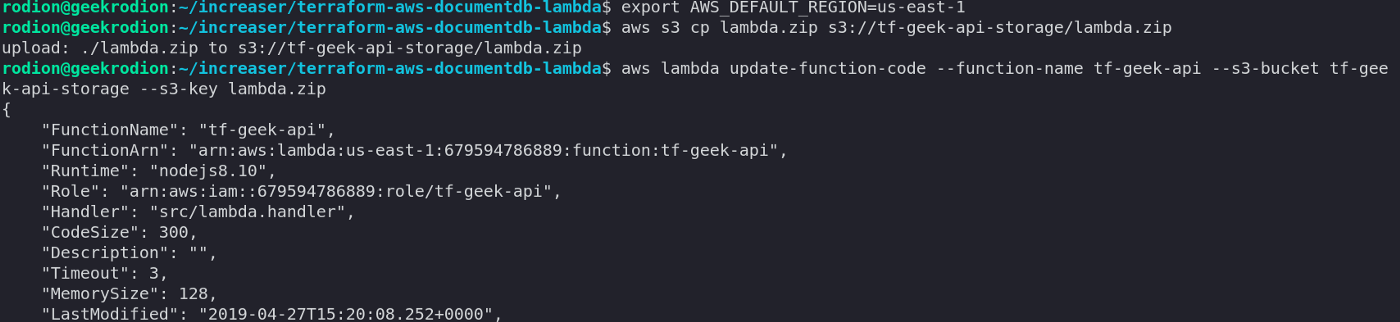 rodion@geekrodion:~/increaser/terraform-aws-documentdb-lambda$ export AWS_DEFAULT_REGION=us-east-1
rodion@geekrodion:~/increaser/terraform-aws-documentdb-lambda$ aws s3 cp lambda.zip s3://tf-geek-api-storage/lambda.zip
upload: ./lambda.zip to s3://tf-geek-api-storage/lambda.zip
rodion@geekrodion:~/increaser/terraform-aws-documentdb-lambda$ aws lambda update-function-code --function-name tf-geek-api --s3-bucket tf-gee
k-api-storage --s3-key lambda.zip
{
    "FunctionName": "tf-geek-api",
    "FunctionArn": "arn:aws:lambda:us-east-1:679594786889:function:tf-geek-api",
    "Runtime": "nodejs8.10",
    "Role": "arn:aws:iam::679594786889:role/tf-geek-api",
    "Handler": "src/lambda.handler",
    "CodeSize": 300,
    "Description": "",
    "Timeout": 3,
    "MemorySize": 128,
    "LastModified": "2019-04-27T15:20:08.252+0000",